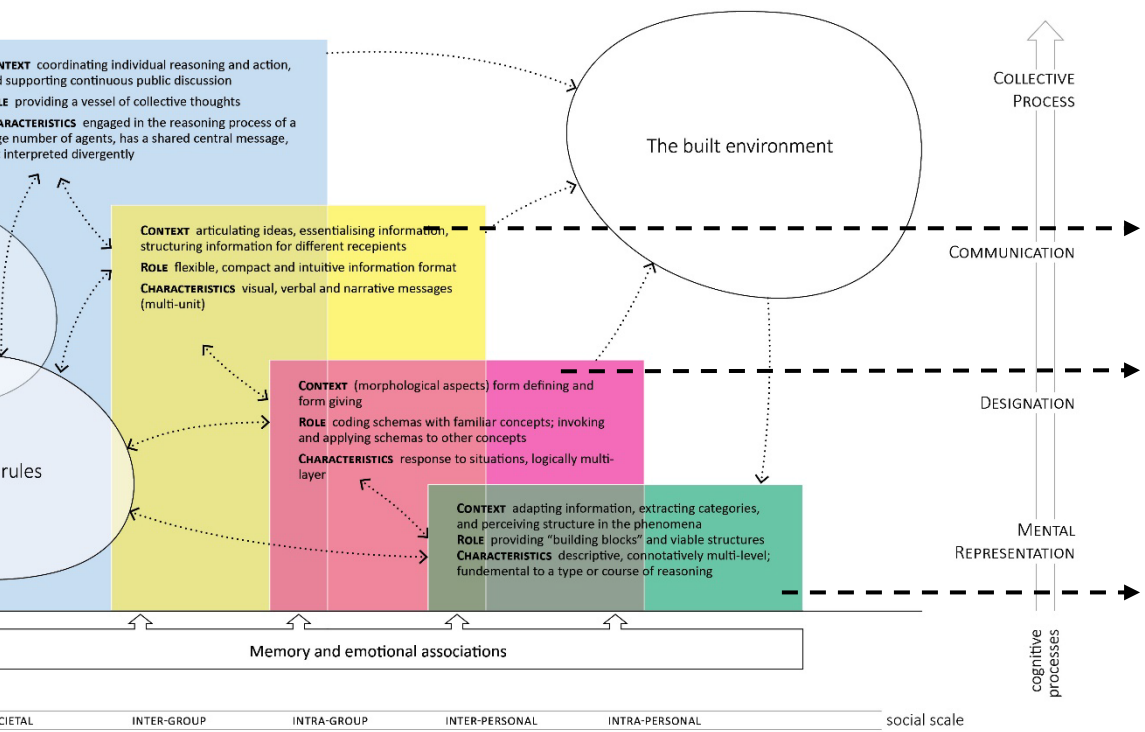 NTEXT coordinating individual reasoning and action,
d supporting continuous public discussion
LE providing a vessel of collective thoughts
ARACTERISTICS engaged in the reasoning process of a
ge number of agents, has a shared central message,
interpreted divergently
The built environment
COLLECTIVE
PROCESS
CONTEXT articulating ideas, essentialising information,
structuring information for different recepients
ROLE flexible, compact and intuitive information format
CHARACTERISTICS visual, verbal and narrative messages
(multi-unit)
COMMUNICATION
CONTEXT (morphological aspects) form defining and
form giving
ROLE coding schemas with familiar concepts; invoking
and applying schemas to other concepts
CHARACTERISTICS response to situations, logically multi-
layer
DESIGNATION
rules
CONTEXT adapting information, extracting categories,
and perceiving structure in the phenomena
ROLE providing “building blocks” and viable structures
CHARACTERISTICS descriptive, connotatively multi-level;
fundemental to a type or course of reasoning
MENTAL
REPRESENTATION
Memory and emotional associations
cognitive
processes
CIETAL
INTER-GROUP
INTRA-GROUP
INTER-PERSONAL
INTRA-PERSONAL
social scale